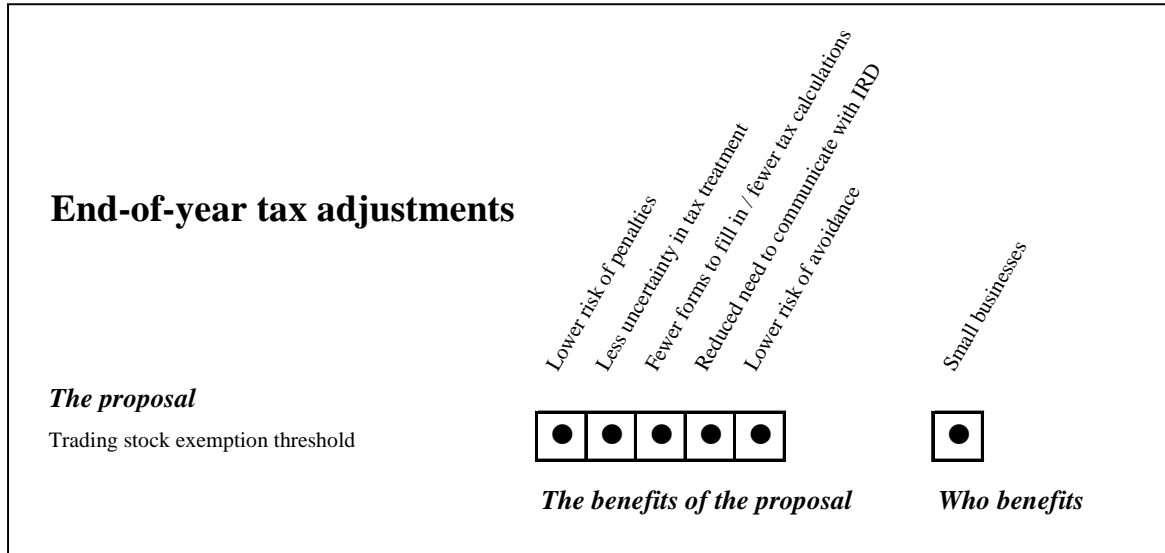 End-of-year tax adjustments
Lower risk of penalties
Less uncertainty in tax treatment
Fewer forms to fill in / fewer tax calculations
Reduced need to communicate with IRD
Lower risk of avoidance
Small businesses
The proposal
Trading stock exemption threshold
The benefits of the proposal
Who benefits